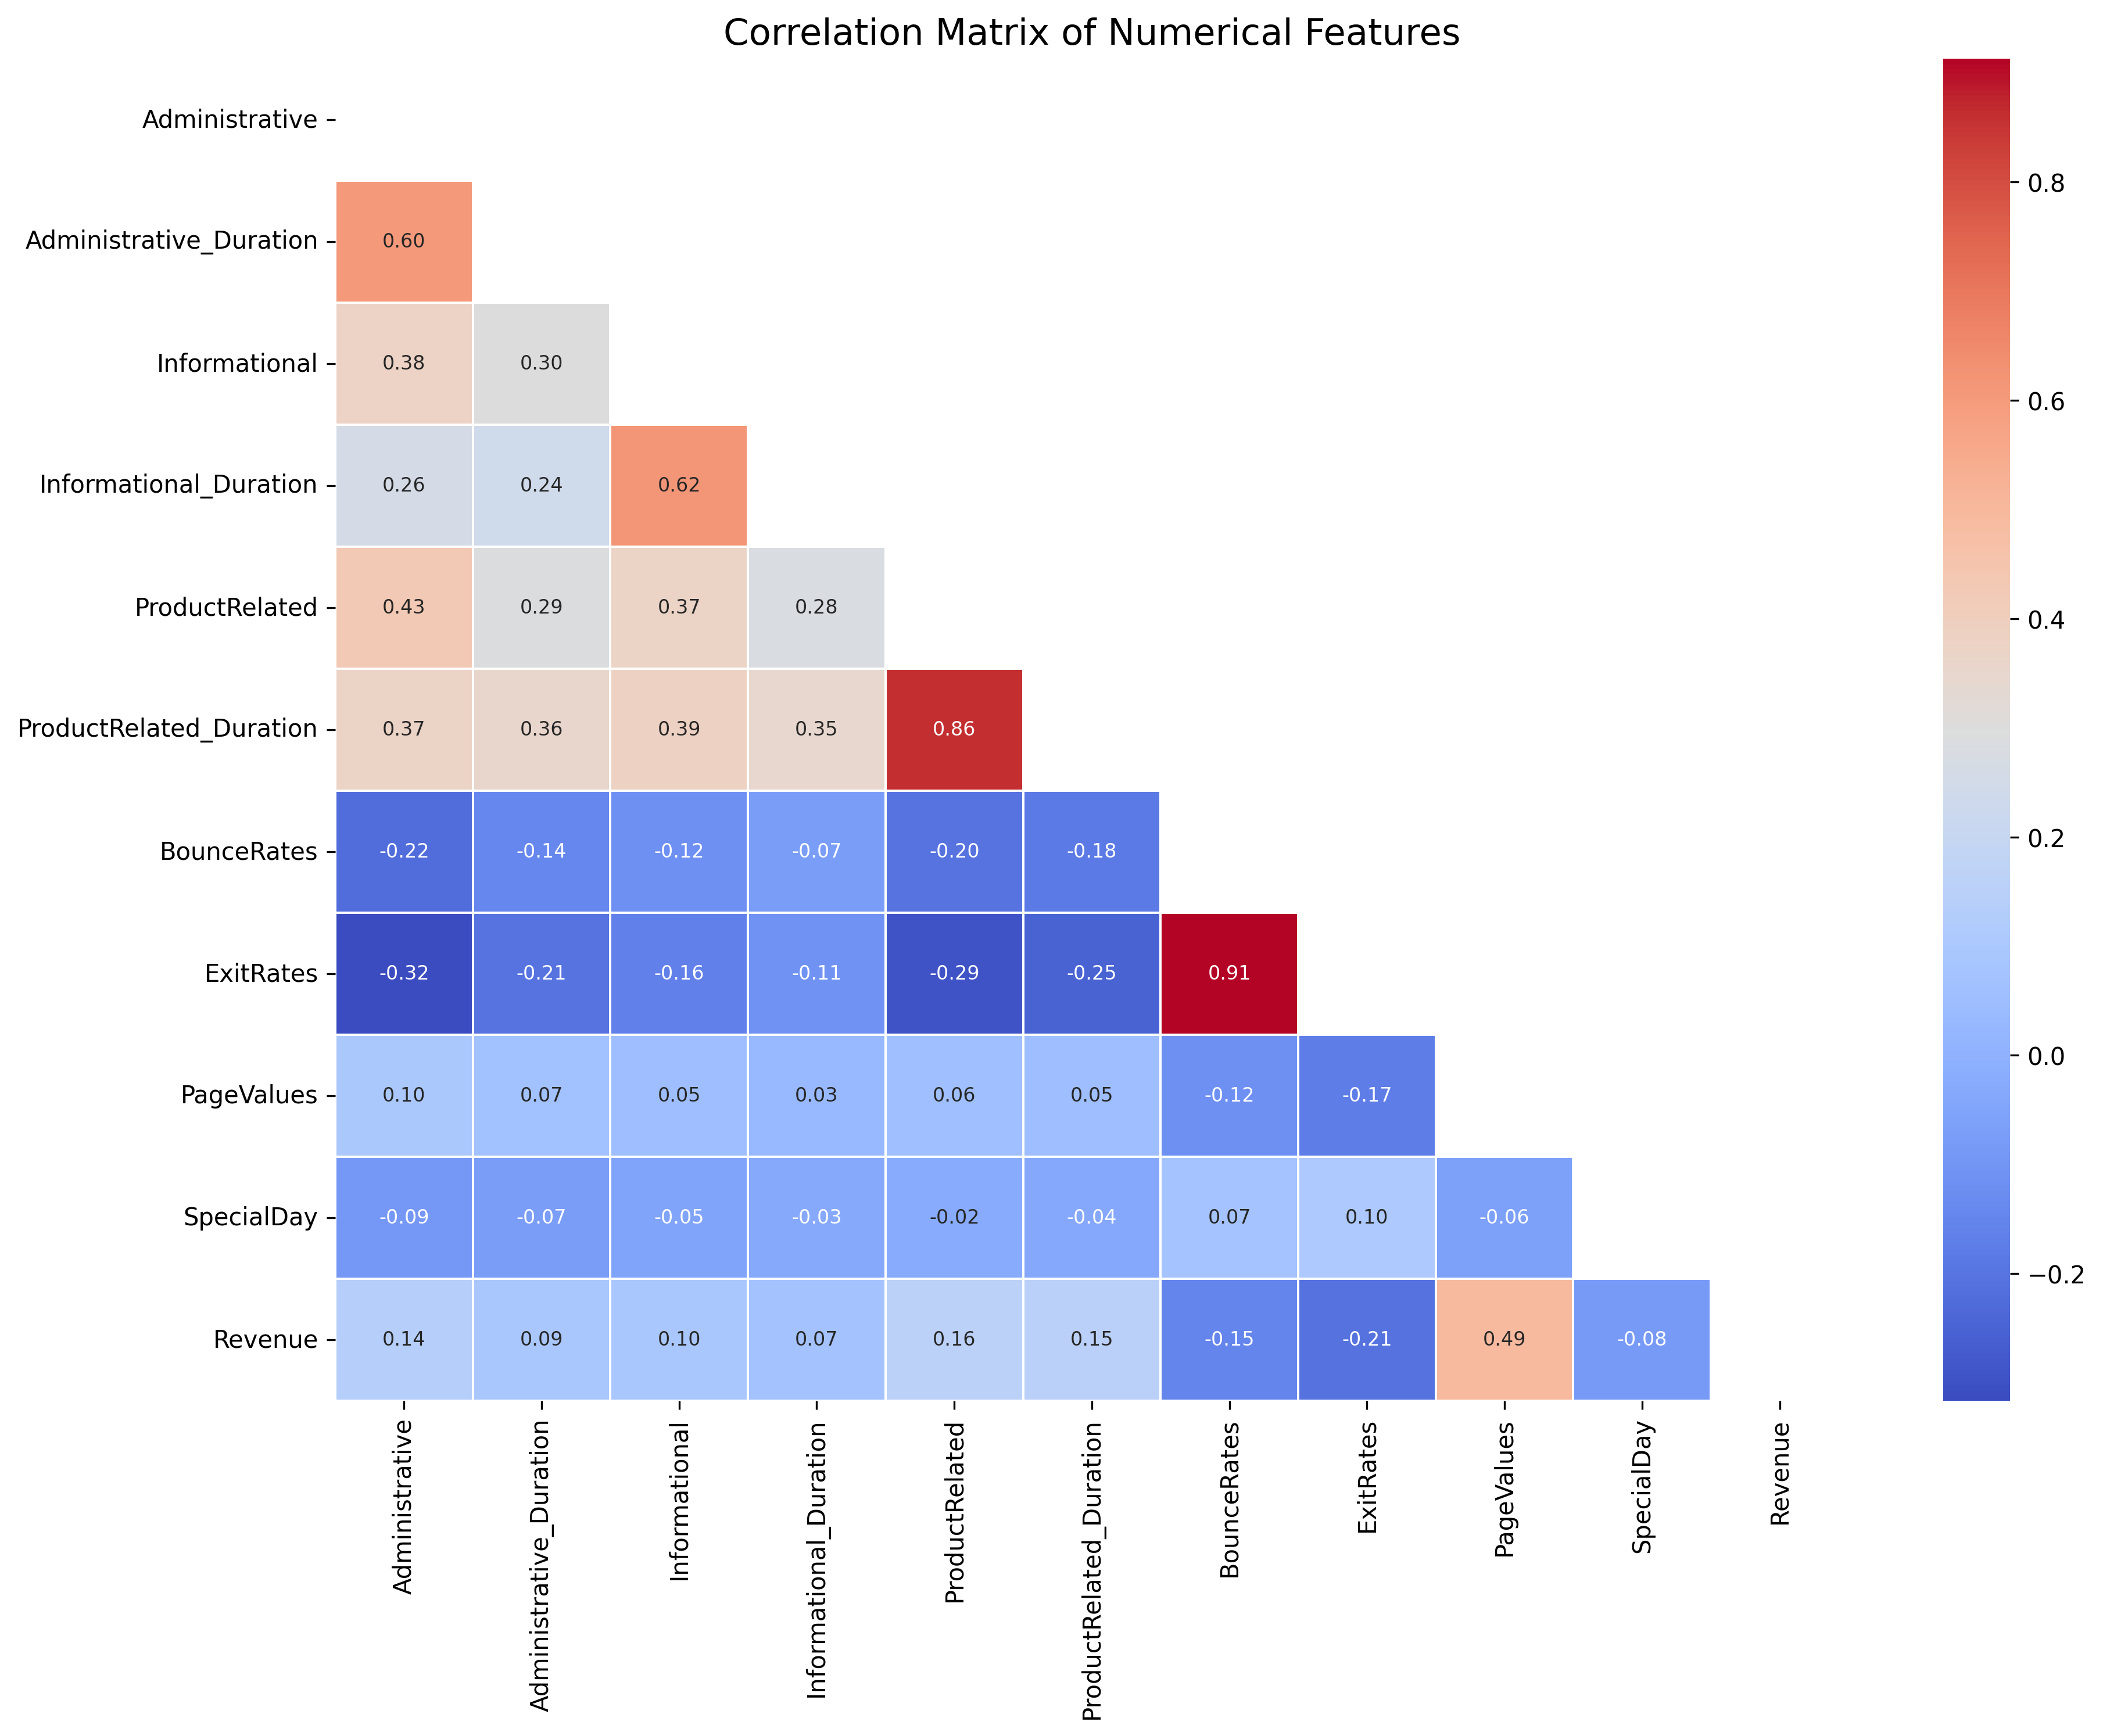 Correlation Matrix of Numerical Features
Administrative
Administrative_Duration 0.60
Informational 0.38 0.30
Informational_Duration 0.26 0.24 0.62
ProductRelated 0.43 0.29 0.37 0.28
ProductRelated_Duration 0.37 0.36 0.39 0.35 0.86
BounceRates -0.22 -0.14 -0.12 -0.07 -0.20 -0.18
ExitRates -0.32 -0.21 -0.16 -0.11 -0.29 -0.25 0.91
PageValues 0.10 0.07 0.05 0.03 0.06 0.05 -0.12 -0.17
SpecialDay -0.09 -0.07 -0.05 -0.03 -0.02 -0.04 0.07 0.10 -0.06
Revenue 0.14 0.09 0.10 0.07 0.16 0.15 -0.15 -0.21 0.49 -0.08
Administrative
Administrative_Duration
Informational
Informational_Duration
ProductRelated
ProductRelated_Duration
BounceRates
ExitRates
PageValues
SpecialDay
Revenue
0.8
0.6
0.4
0.2
0.0
−0.2